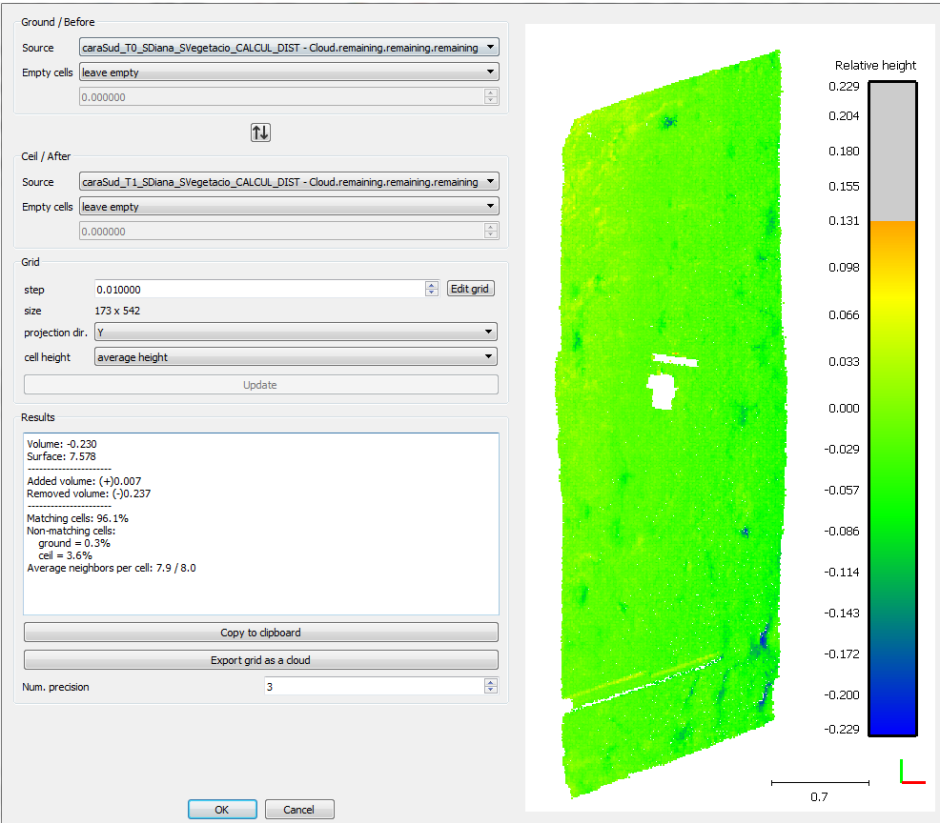 Ground / Before
Source caraSud_T0_SDiana_SVegetacio_CALCUL_DIST - Cloud.remaining.remaining.remaining
Empty cells leave empty
0.000000
Ceil / After
Source caraSud_T1_SDiana_SVegetacio_CALCUL_DIST - Cloud.remaining.remaining.remaining
Empty cells leave empty
0.000000
Grid
step 0.010000 Edit grid
size 173 x 542
projection dir. Y
cell height average height
Update
Results
Volume: -0.230
Surface: 7.578
----------------------
Added volume: (+)0.007
Removed volume: (-)0.237
----------------------
Matching cells: 96.1%
Non-matching cells:
ground = 0.3%
ceil = 3.6%
Average neighbors per cell: 7.9 / 8.0
Copy to clipboard
Export grid as a cloud
Num. precision 3
OK Cancel
Relative height
0.229
0.204
0.180
0.155
0.131
0.098
0.066
0.033
0.000
-0.029
-0.057
-0.086
-0.114
-0.143
-0.172
-0.200
-0.229
0.7